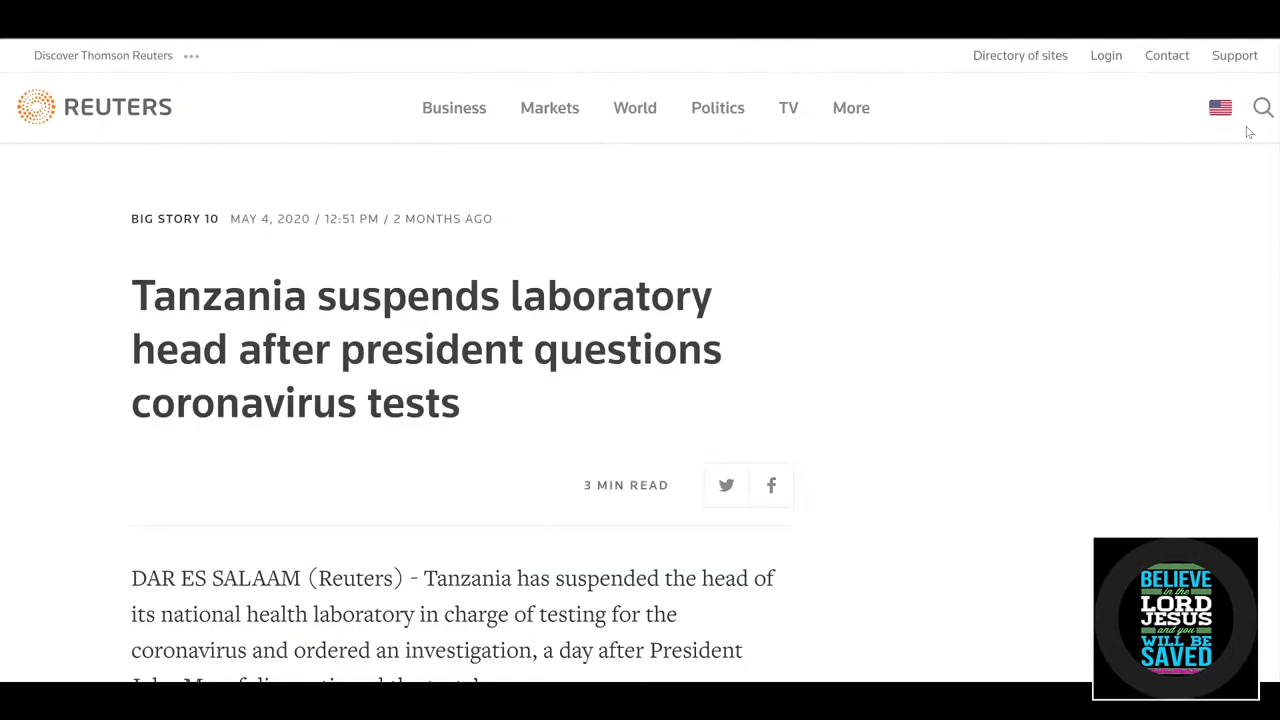 Discover Thomson Reuters
Directory of sites Login Contact Support
REUTERS
Business Markets World Politics TV More
BIG STORY 10 MAY 4, 2020 / 12:51 PM / 2 MONTHS AGO
Tanzania suspends laboratory
head after president questions
coronavirus tests
3 MIN READ
DAR ES SALAAM (Reuters) - Tanzania has suspended the head of
its national health laboratory in charge of testing for the
coronavirus and ordered an investigation, a day after President
BELIEVE
in the
LORD
JESUS
and you
WILL BE
SAVED